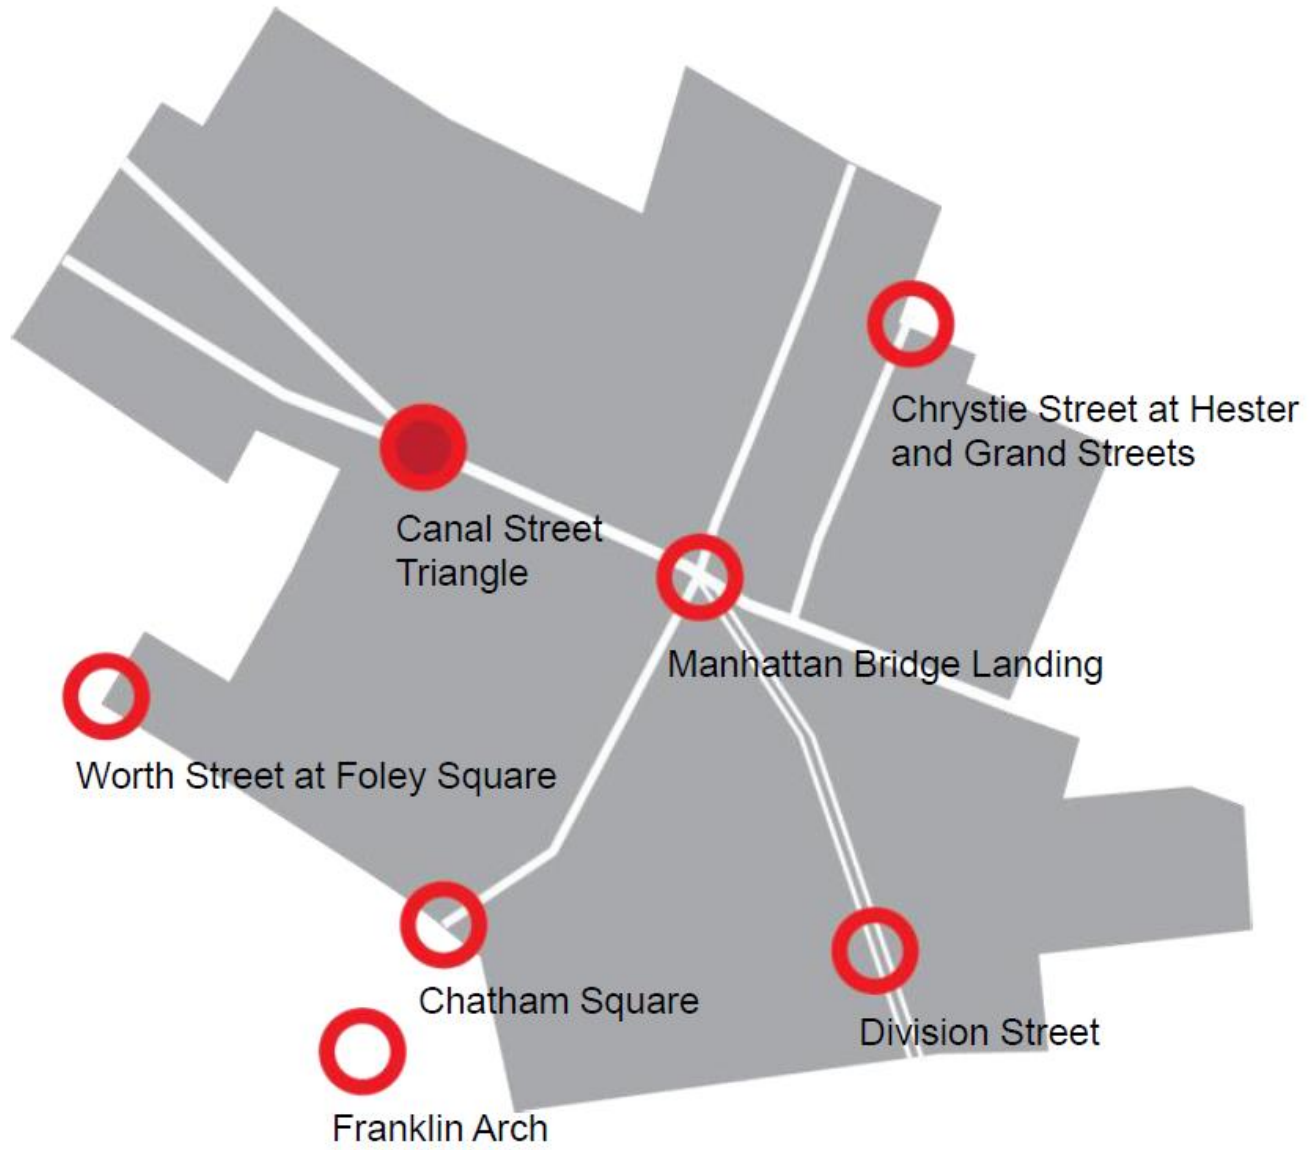 Chrystie Street at Hester
and Grand Streets
Canal Street
Triangle
Manhattan Bridge Landing
Worth Street at Foley Square
Chatham Square
Division Street
Franklin Arch